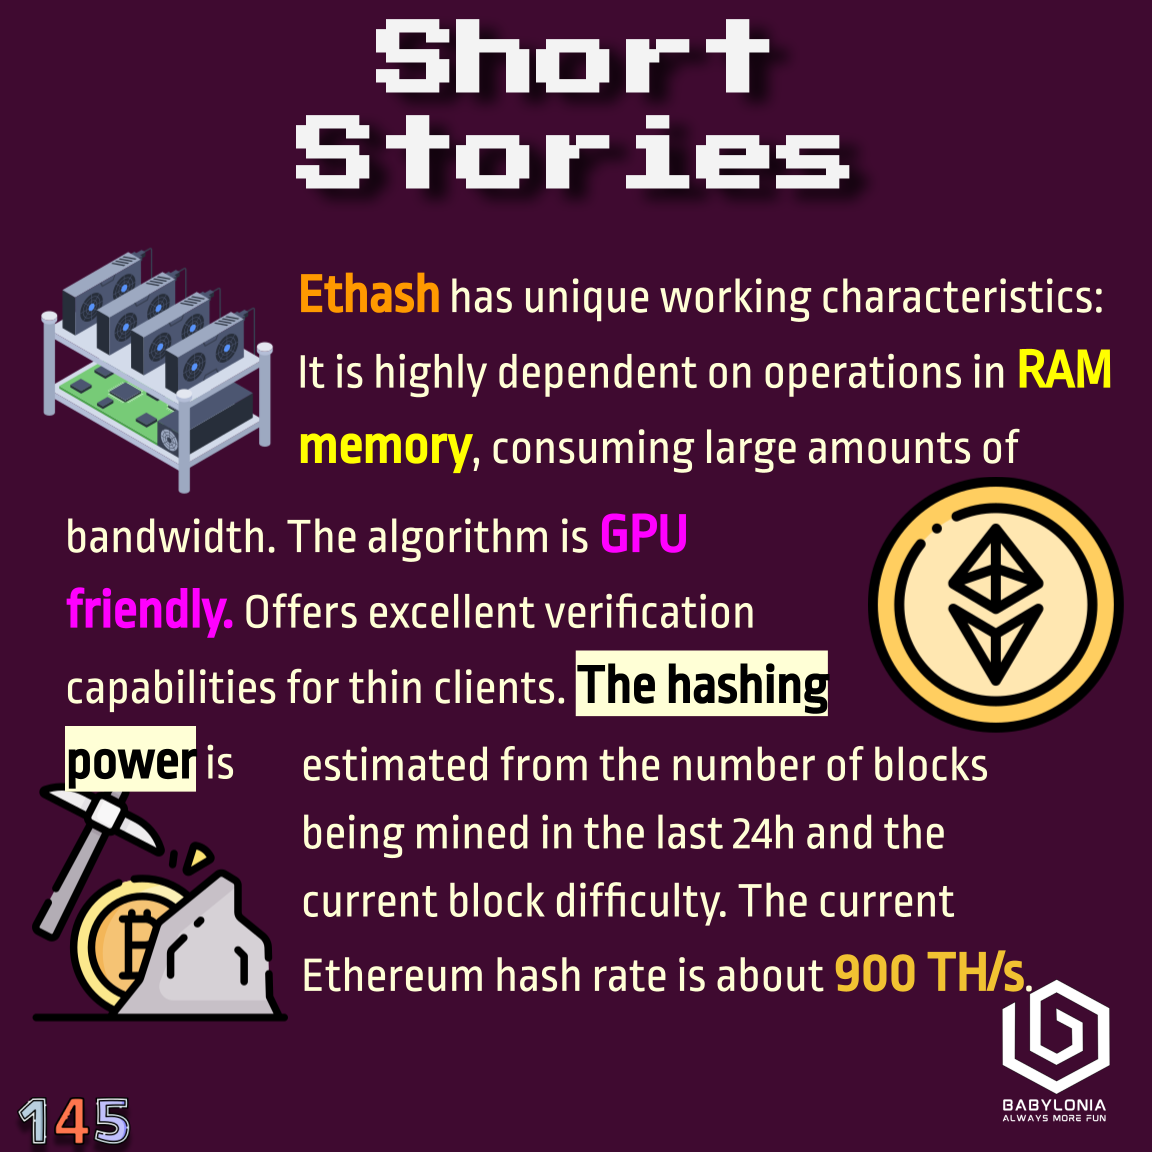 Short
Stories
Ethash has unique working characteristics:
It is highly dependent on operations in RAM
memory, consuming large amounts of
bandwidth. The algorithm is GPU
friendly. Offers excellent verification
capabilities for thin clients. The hashing
power is
estimated from the number of blocks
being mined in the last 24h and the
current block difficulty. The current
Ethereum hash rate is about 900 TH/s.
BABYLONIA
ALWAYS MORE FUN
145